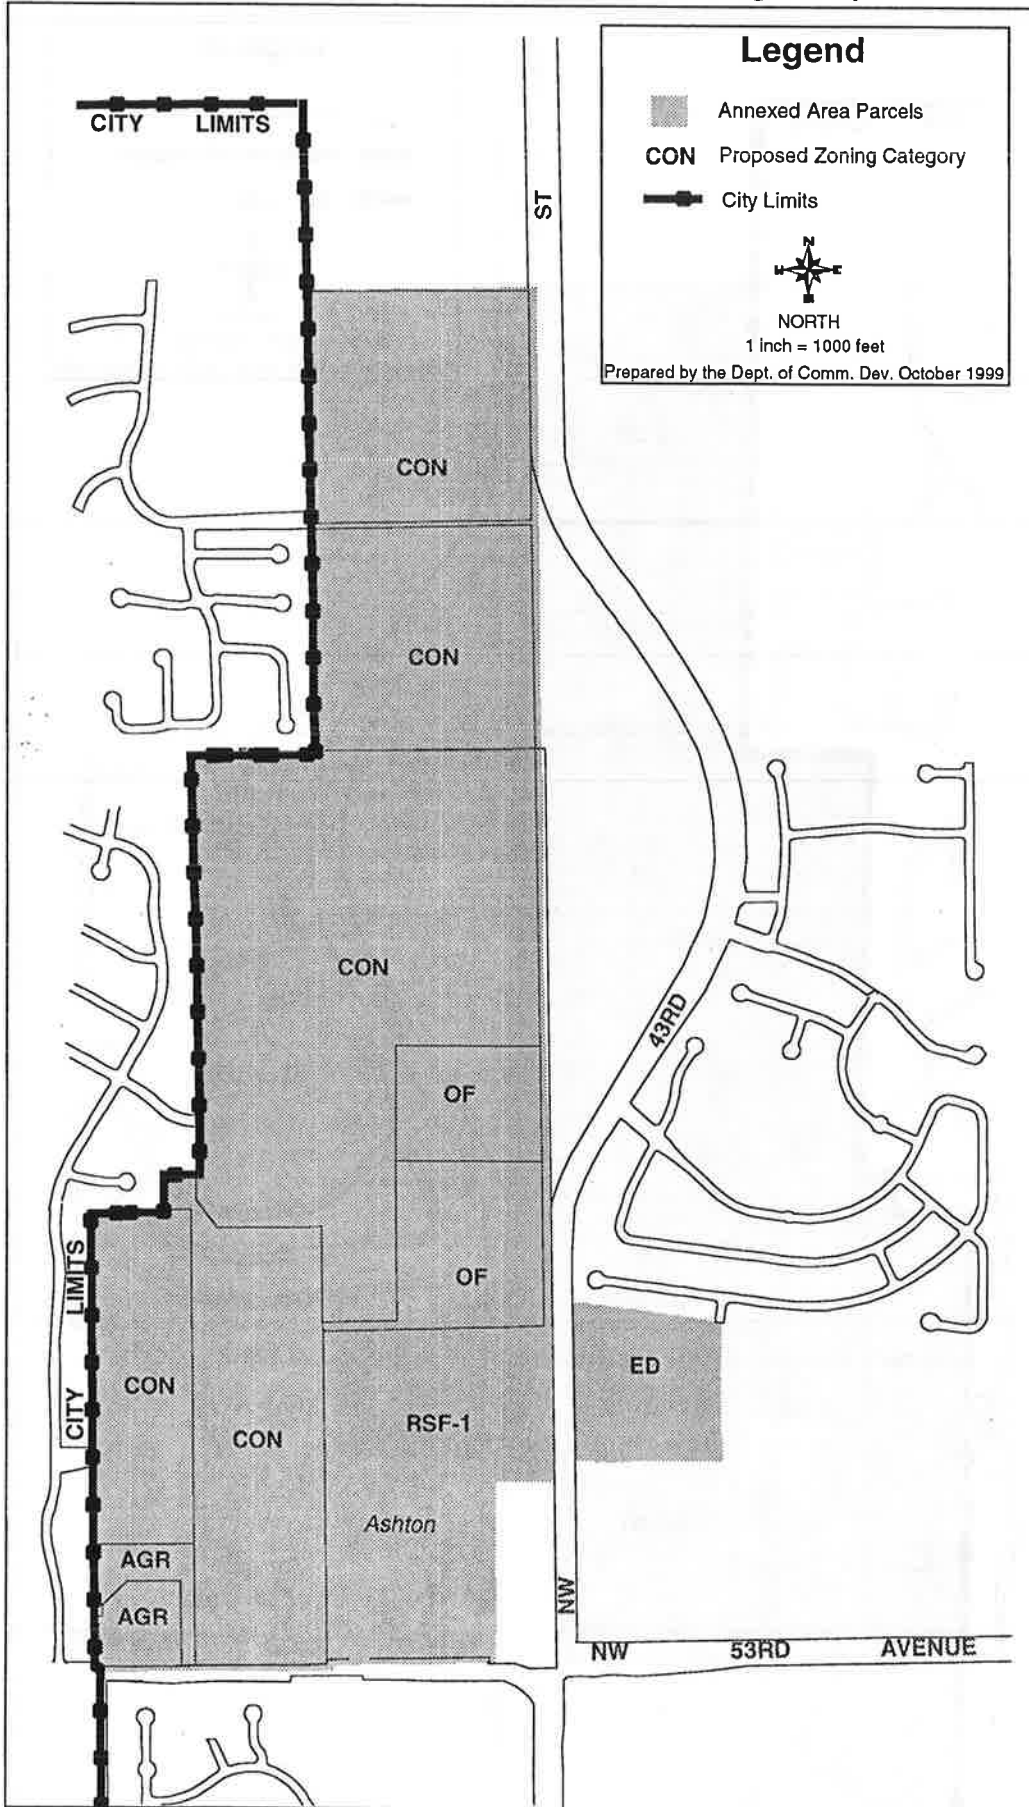 Legend
Annexed Area Parcels
CON Proposed Zoning Category
City Limits
N
W E
NORTH
1 inch = 1000 feet
Prepared by the Dept. of Comm. Dev. October 1999
CITY LIMITS
ST
CON
CON
CON
43RD
OF
OF
CITY LIMITS
CON
CON
RSF-1
ED
Ashton
AGR
AGR
NW
NW 53RD AVENUE